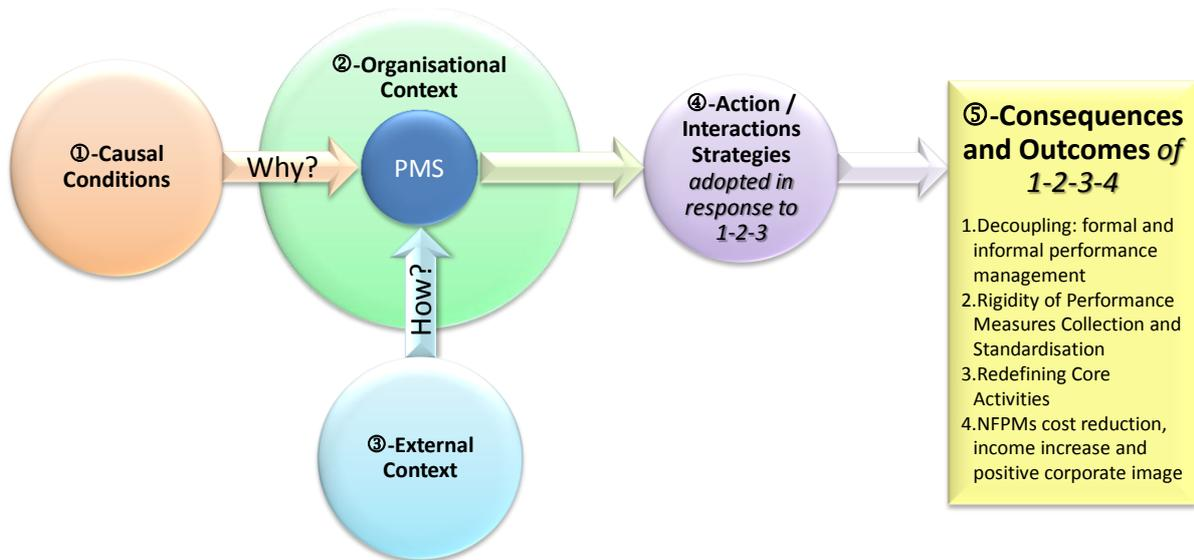 ①-Causal
Conditions
Why?
②-Organisational
Context
PMS
How?
③-External
Context
④-Action /
Interactions
Strategies
adopted in
response to
1-2-3
⑤-Consequences
and Outcomes of
1-2-3-4
1.Decoupling: formal and
informal performance
management
2.Rigidity of Performance
Measures Collection and
Standardisation
3.Redefining Core
Activities
4.NFPMs cost reduction,
income increase and
positive corporate image